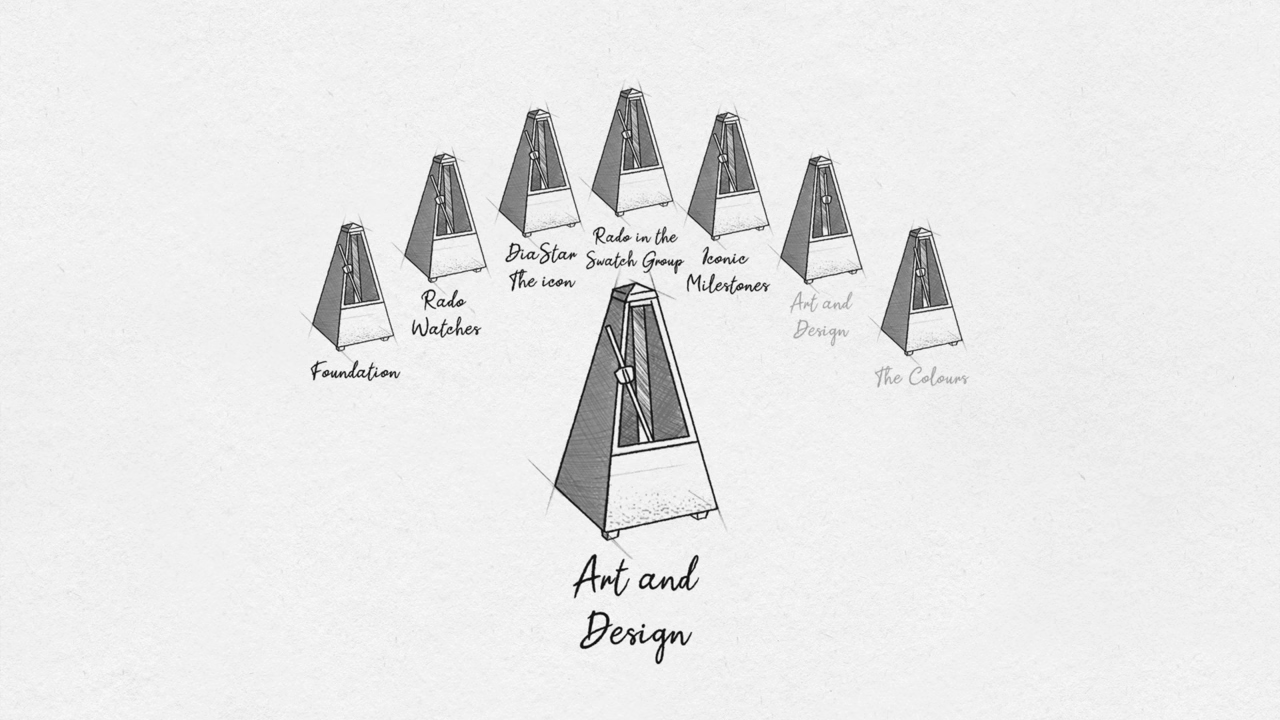 Foundation
Rado
Watches
DiaStar
The icon
Rado in the
Swatch Group
Iconic
Milestones
Art and
Design
The Colours
Art and
Design